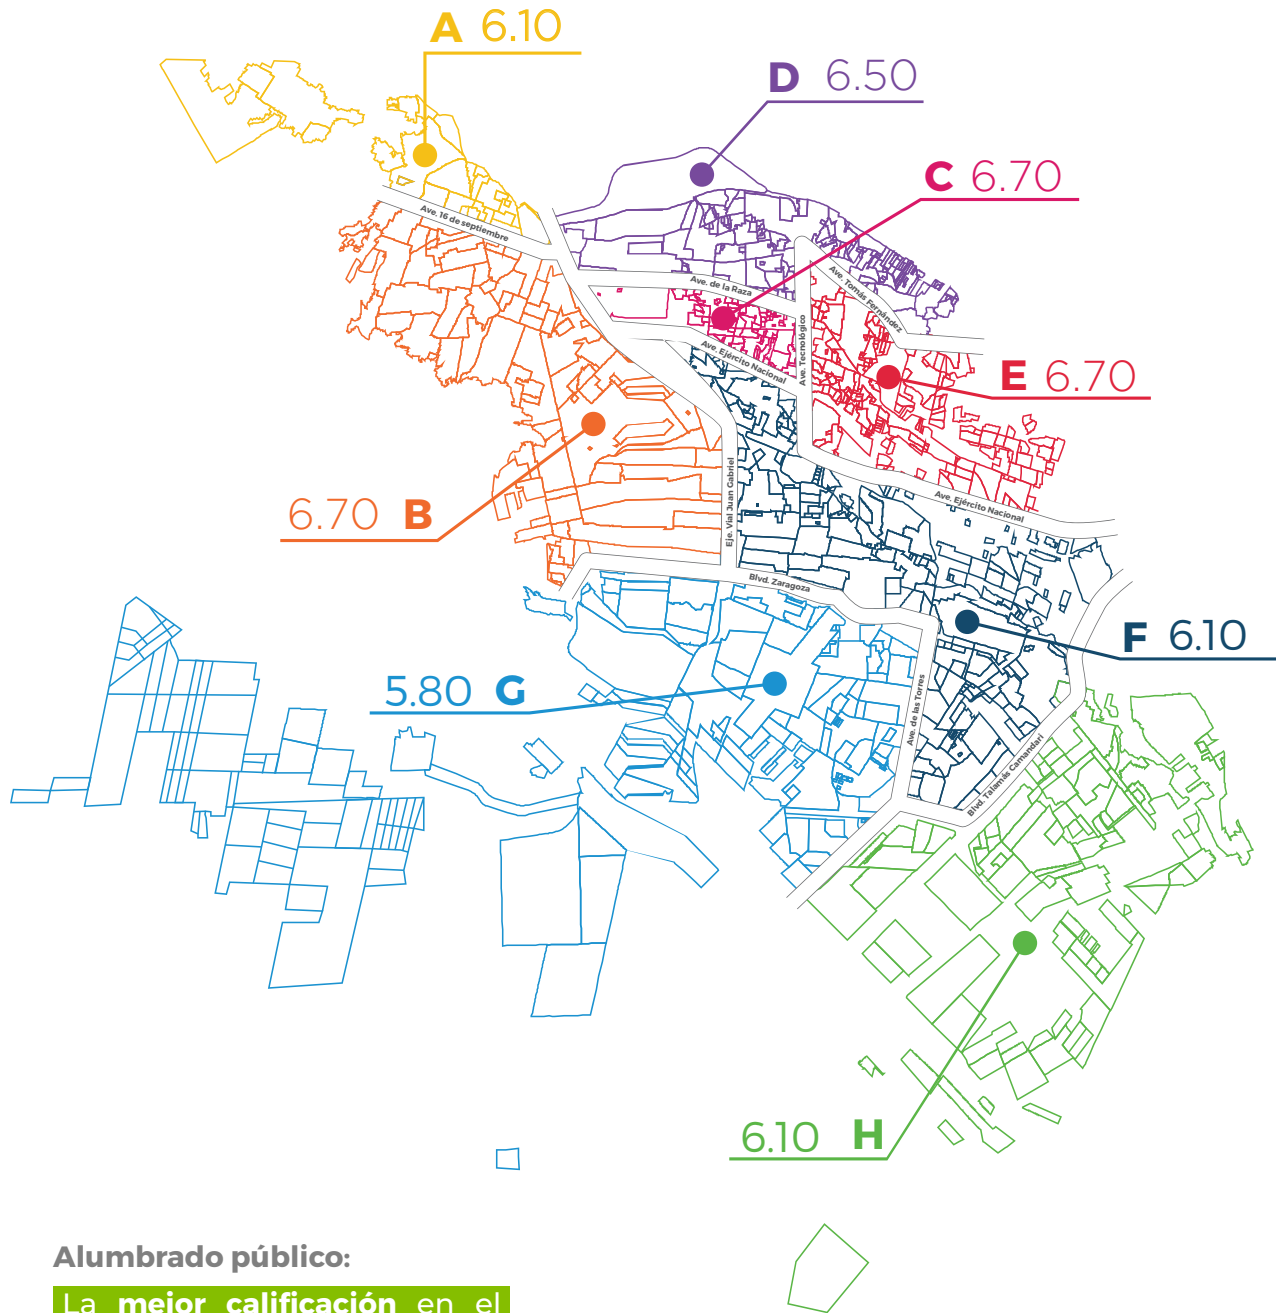 A 6.10
D 6.50
C 6.70
Ave. 16 de septiembre
Ave. de la Raza
Ave. Tomás Fernández
Ave. Tecnológico
Ave. Ejército Nacional
E 6.70
6.70 B
Eje. Vial Juan Gabriel
Ave. Ejército Nacional
Blvd. Zaragoza
F 6.10
5.80 G
Ave. de las Torres
Blvd. Talamás Camandari
6.10 H
Alumbrado público:
La mejor calificación en el